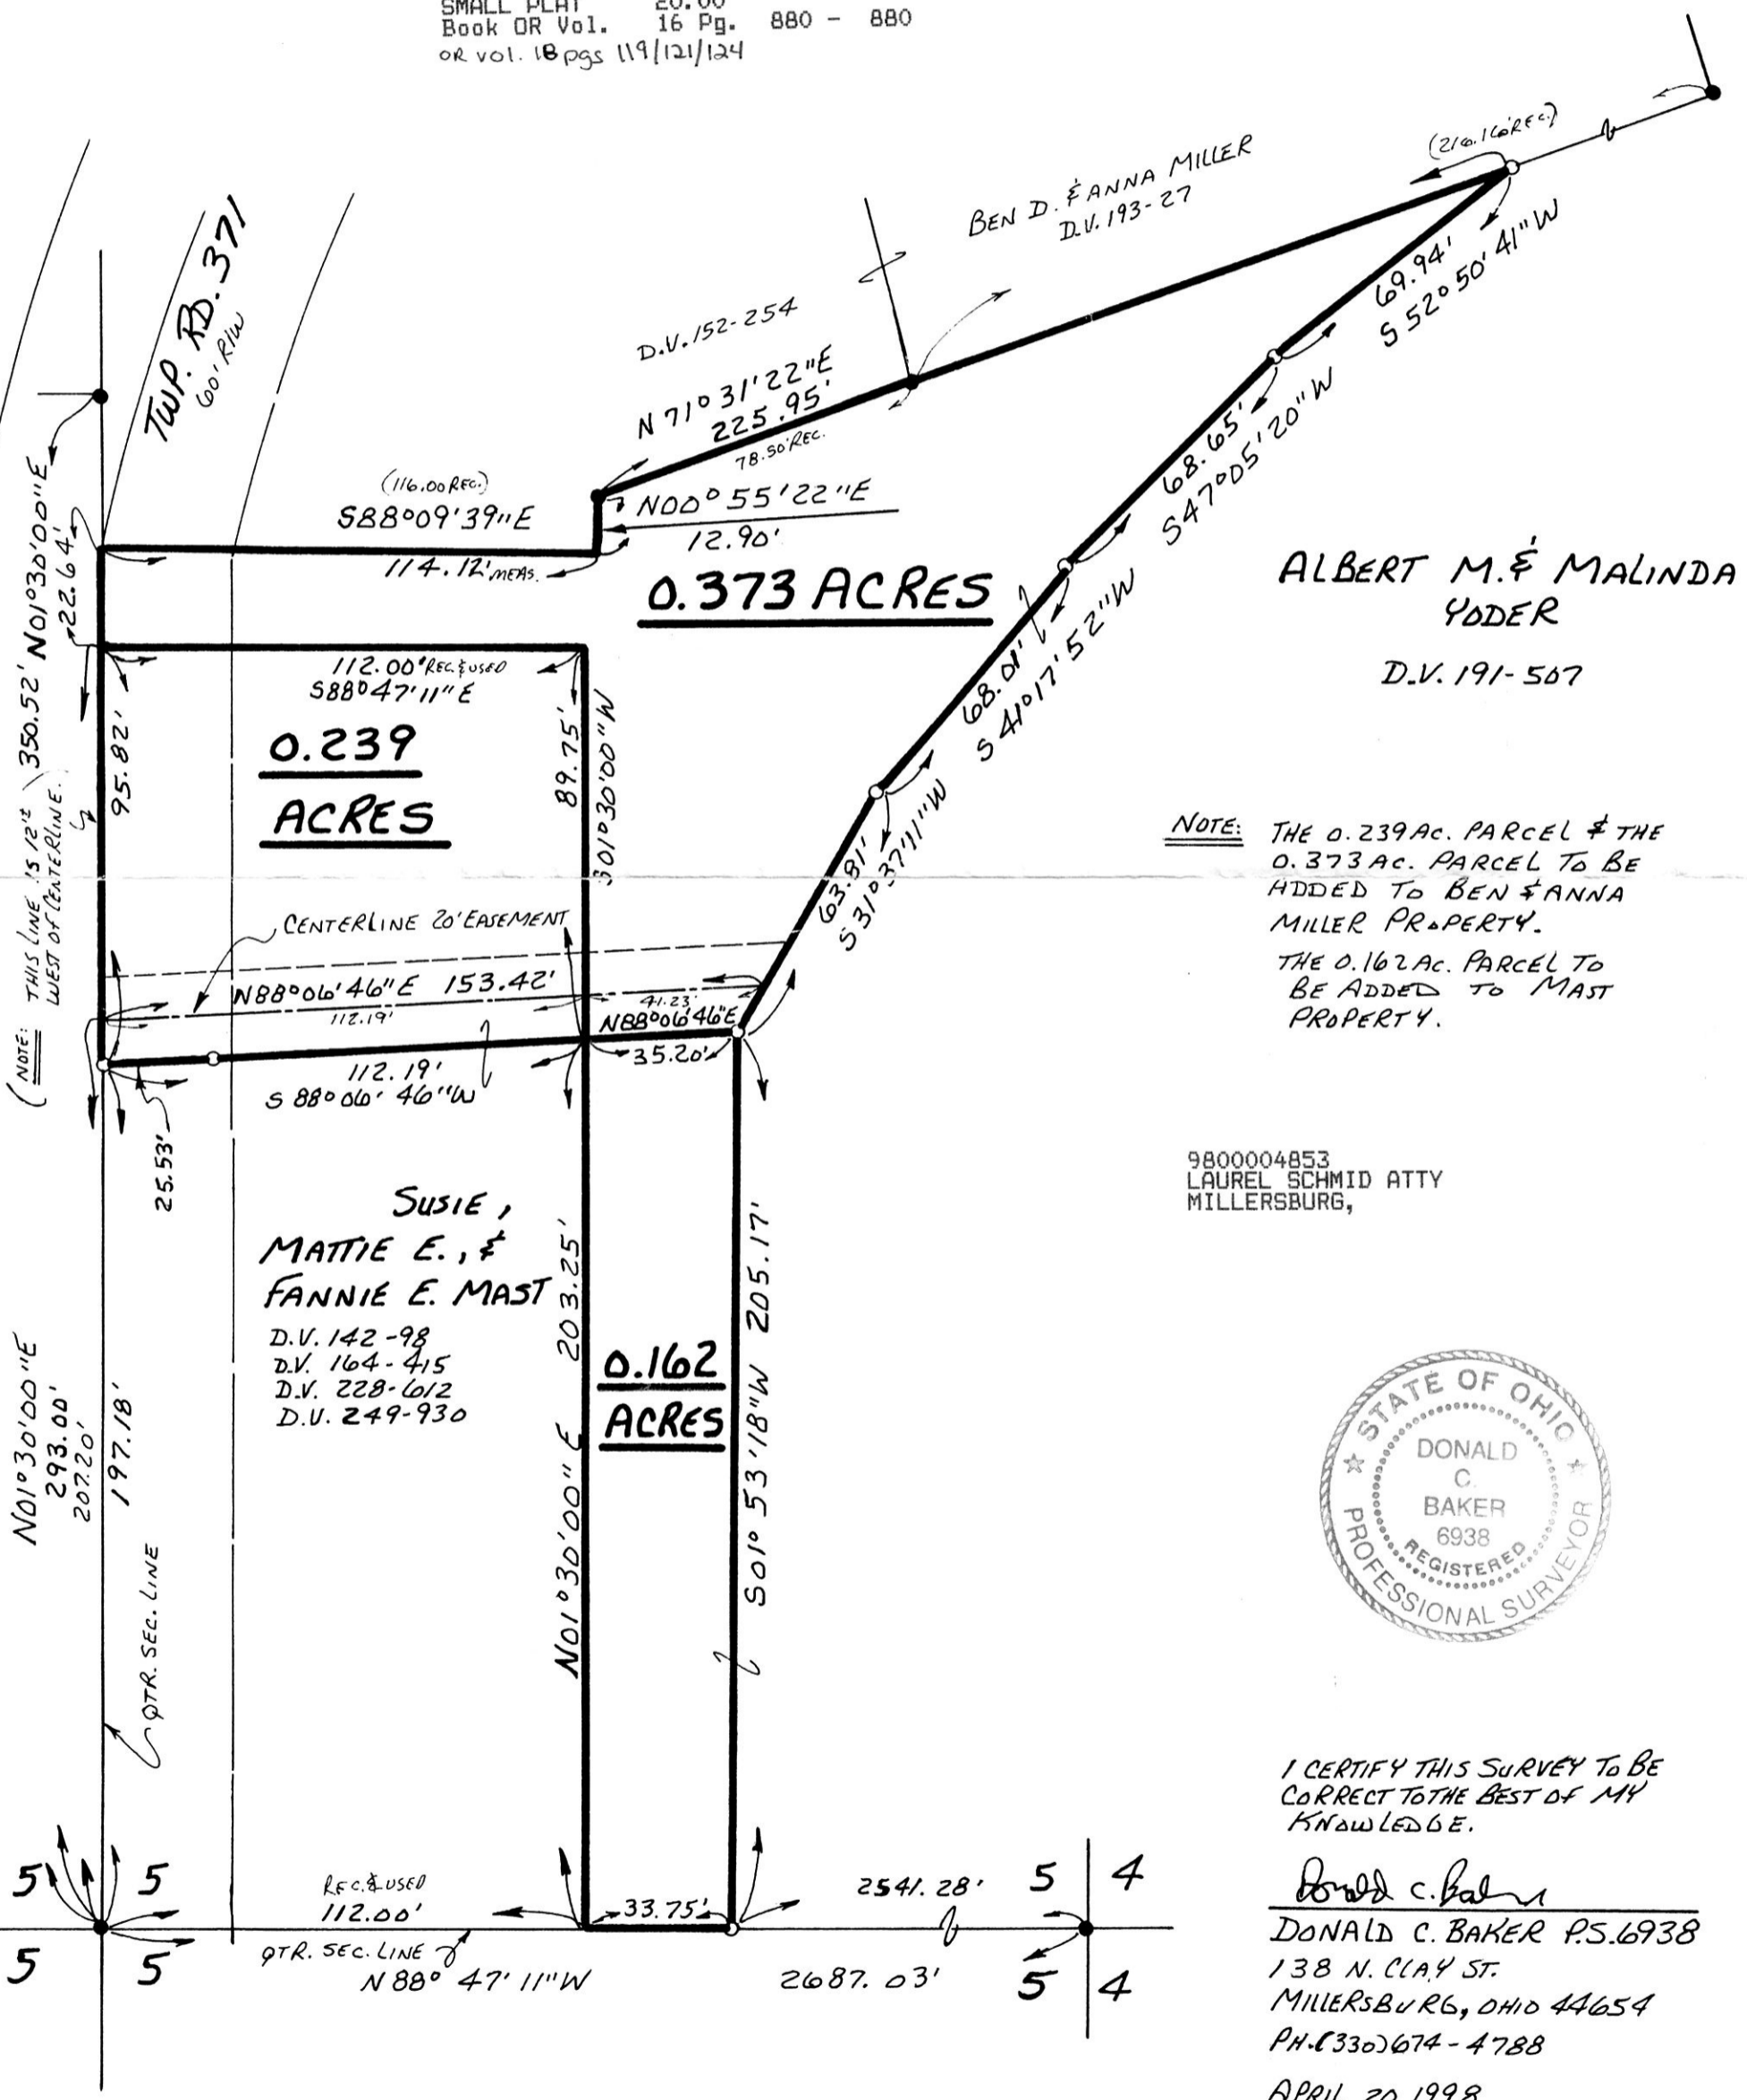 SMALL PLAT 20.00
Book OR Vol. 16 Pg. 880 - 880
OR vol. 18 pgs 119/121/124
(216.16 REC.)
BEN D. & ANNA MILLER
D.V. 193-27
TWP. RD. 371
60' R/W
D.V. 152-254
N 71° 31' 22" E
225.95'
78.50' REC.
69.94'
S 52° 50' 41" W
68.65'
S 47° 05' 20" W
(116.00 REC.)
S88° 09' 39" E
114.12' MEAS.
N00° 55' 22" E
12.90'
0.373 ACRES
N01° 30' 00" E
22.64'
350.52'
(NOTE: THIS LINE IS 12'±
WEST OF CENTERLINE.)
95.82'
112.00' REC. & USED
S88° 47' 11" E
0.239
ACRES
89.75'
S01° 30' 00" W
68.01'
S 41° 17' 52" W
63.81'
S 31° 37' 11" W
ALBERT M. & MALINDA
YODER
D.V. 191-507
NOTE: THE 0.239 AC. PARCEL & THE
0.373 AC. PARCEL TO BE
ADDED TO BEN & ANNA
MILLER PROPERTY.
THE 0.162 AC. PARCEL TO
BE ADDED TO MAST
PROPERTY.
CENTERLINE 20' EASEMENT
N88° 06' 46" E 153.42'
112.19'
41.23'
N88° 06' 46" E
35.20'
112.19'
S 88° 06' 46" W
25.53'
9800004853
LAUREL SCHMID ATTY
MILLERSBURG,
SUSIE,
MATTIE E., &
FANNIE E. MAST
D.V. 142-98
D.V. 164-415
D.V. 228-612
D.V. 249-930
N01° 30' 00" E
293.00'
207.20'
197.18'
QTR. SEC. LINE
N01° 30' 00" E 203.25'
0.162
ACRES
S01° 53' 18" W 205.17'
STATE OF OHIO
DONALD
C.
BAKER
6938
REGISTERED
PROFESSIONAL SURVEYOR
I CERTIFY THIS SURVEY TO BE
CORRECT TO THE BEST OF MY
KNOWLEDGE.
Donald C. Baker
DONALD C. BAKER P.S. 6938
138 N. CLAY ST.
MILLERSBURG, OHIO 44654
PH. (330) 674-4788
APRIL 20 1998
5 5
5 5
REC. & USED
112.00'
33.75'
2541.28'
5 4
5 4
QTR. SEC. LINE
N 88° 47' 11" W
2687.03'